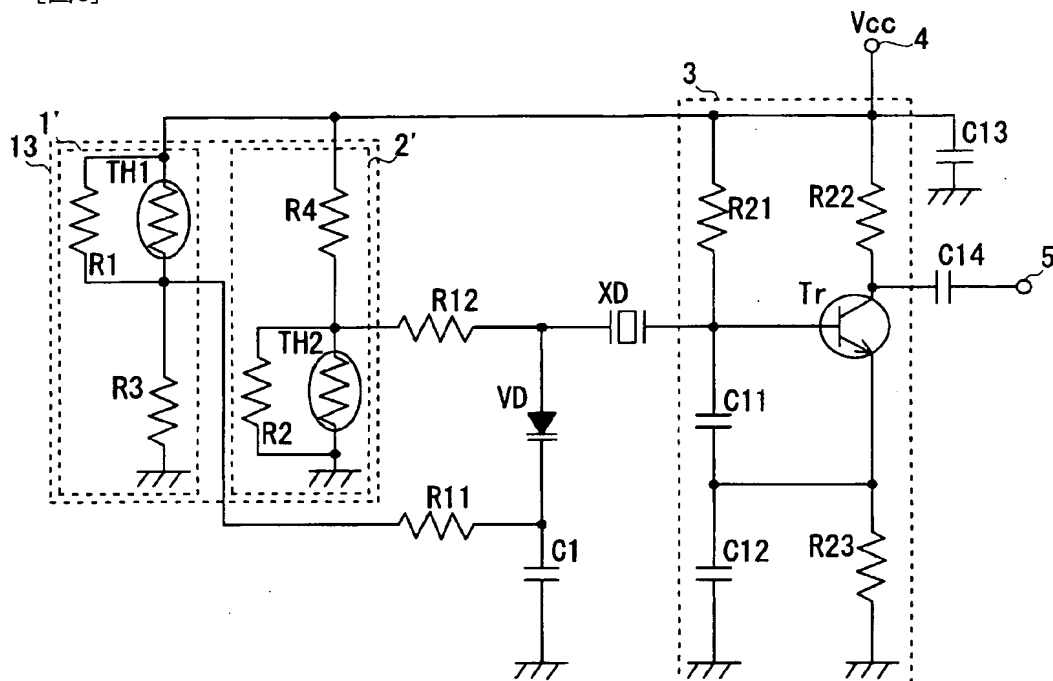 Vcc
4
3
1'
13
TH1
2'
C13
R4
R21
R22
R1
C14
5
R12
XD
Tr
TH2
R3
VD
C11
R2
R11
C1
C12
R23